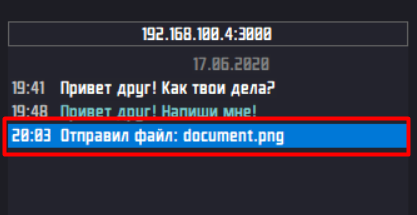 192.168.100.4:3000
17.06.2020
19:41 Привет друг! Как твои дела?
19:48 Привет друг! Напиши мне!
20:03 Отправил файл: document.png